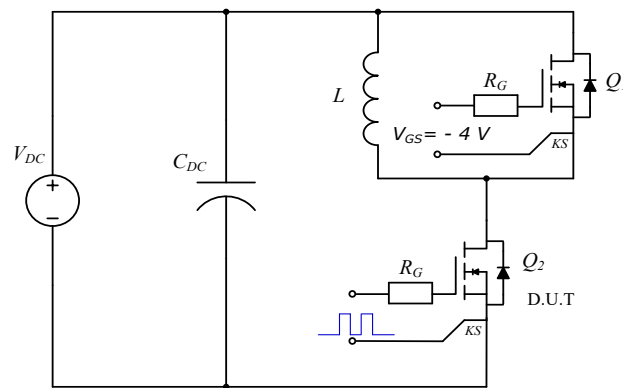 R_G
Q
L
V_GS = - 4 V
KS
V_DC
C_DC
R_G
Q_2
D.U.T
KS